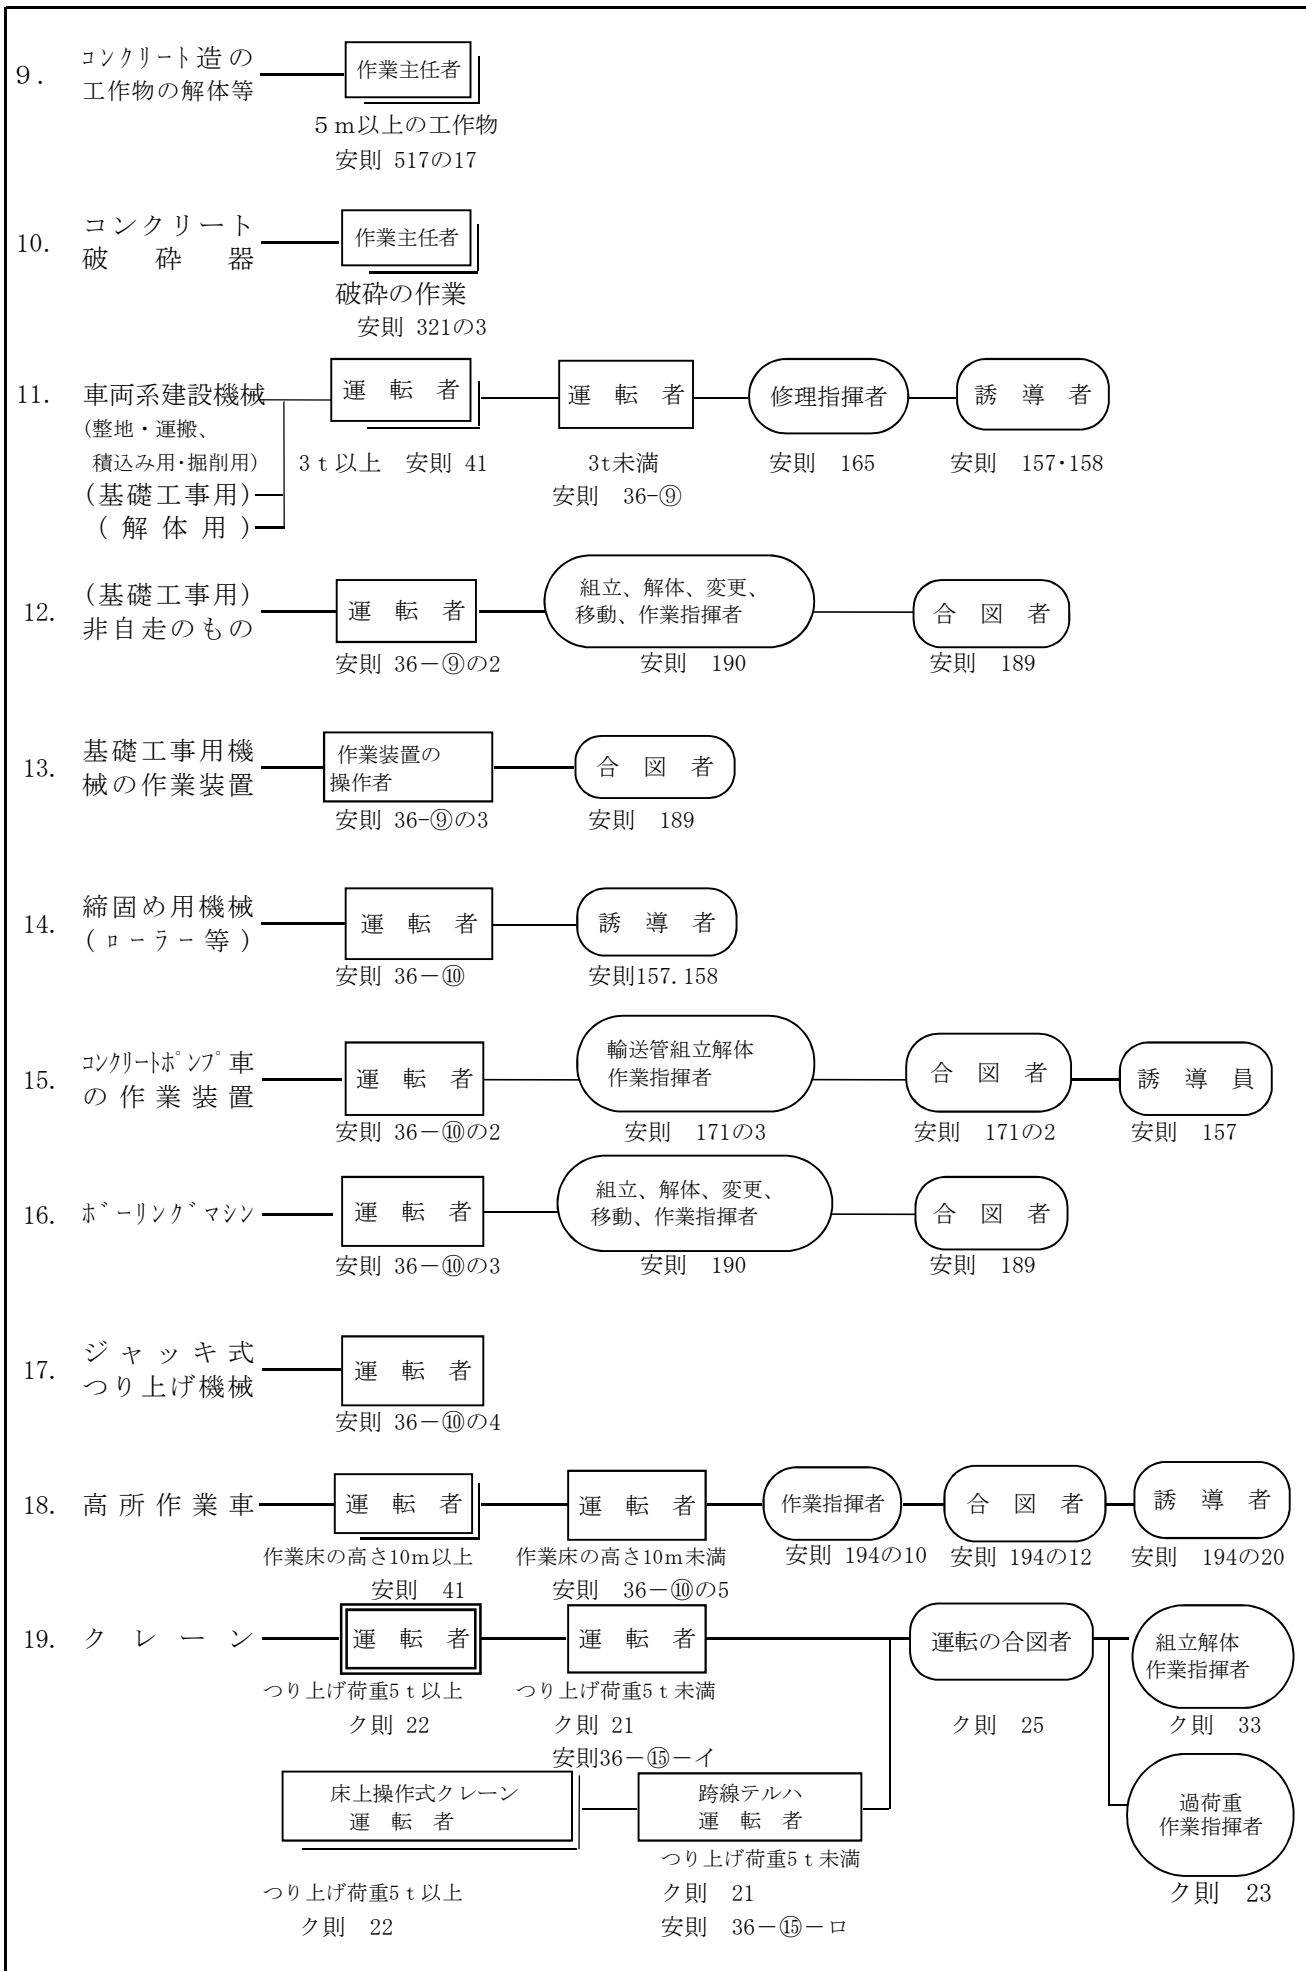 9. コンクリート造の
工作物の解体等
作業主任者
５ｍ以上の工作物
安則 517の17
10. コンクリート
破砕器
作業主任者
破砕の作業
安則 321の3
11. 車両系建設機械
(整地・運搬、
積込み用・掘削用)
(基礎工事用)
(解体用)
運転者
3ｔ以上 安則 41
運転者
3t未満
安則 36-⑨
修理指揮者
安則 165
誘導者
安則 157・158
12. (基礎工事用)
非自走のもの
運転者
安則 36－⑨の2
組立、解体、変更、
移動、作業指揮者
安則 190
合図者
安則 189
13. 基礎工事用機
械の作業装置
作業装置の
操作者
安則 36-⑨の3
合図者
安則 189
14. 締固め用機械
(ローラー等)
運転者
安則 36－⑩
誘導者
安則157.158
15. コンクリートポンプ車
の作業装置
運転者
安則 36－⑩の2
輸送管組立解体
作業指揮者
安則 171の3
合図者
安則 171の2
誘導員
安則 157
16. ボーリングマシン
運転者
安則 36－⑩の3
組立、解体、変更、
移動、作業指揮者
安則 190
合図者
安則 189
17. ジャッキ式
つり上げ機械
運転者
安則 36－⑩の4
18. 高所作業車
運転者
作業床の高さ10ｍ以上
安則 41
運転者
作業床の高さ10ｍ未満
安則 36－⑩の5
作業指揮者
安則 194の10
合図者
安則 194の12
誘導者
安則 194の20
19. クレーン
運転者
つり上げ荷重5ｔ以上
ク則 22
運転者
つり上げ荷重5ｔ未満
ク則 21
安則36－⑮－イ
運転の合図者
ク則 25
組立解体
作業指揮者
ク則 33
床上操作式クレーン
運転者
つり上げ荷重5ｔ以上
ク則 22
跨線テルハ
運転者
つり上げ荷重5ｔ未満
ク則 21
安則 36－⑮－ロ
過荷重
作業指揮者
ク則 23